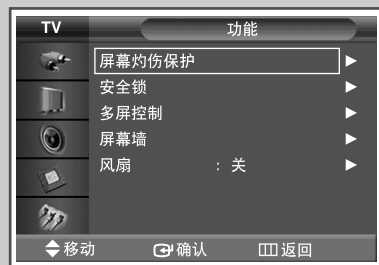 TV 功能
屏幕灼伤保护
安全锁
多屏控制
屏幕墙
风扇 : 关
移动 确认 返回